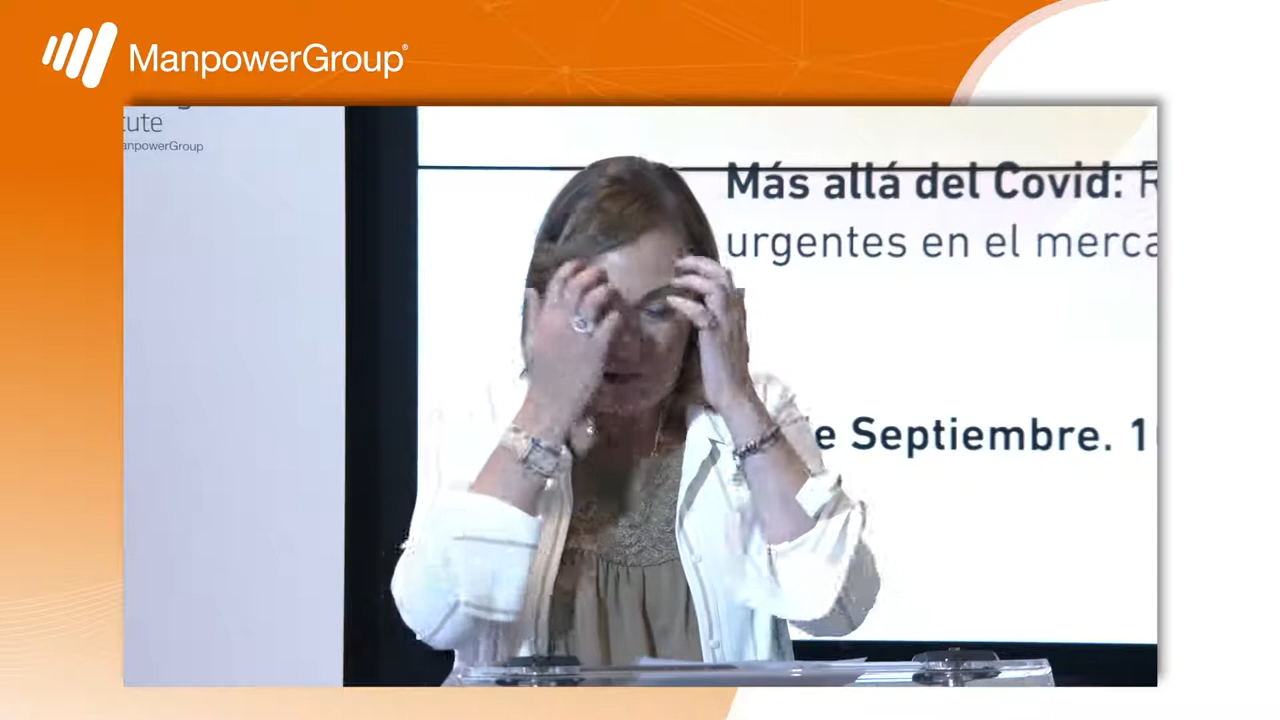 ManpowerGroup®
tute
anpowerGroup
Más allá del Covid:
urgentes en el merca
e Septiembre. 1